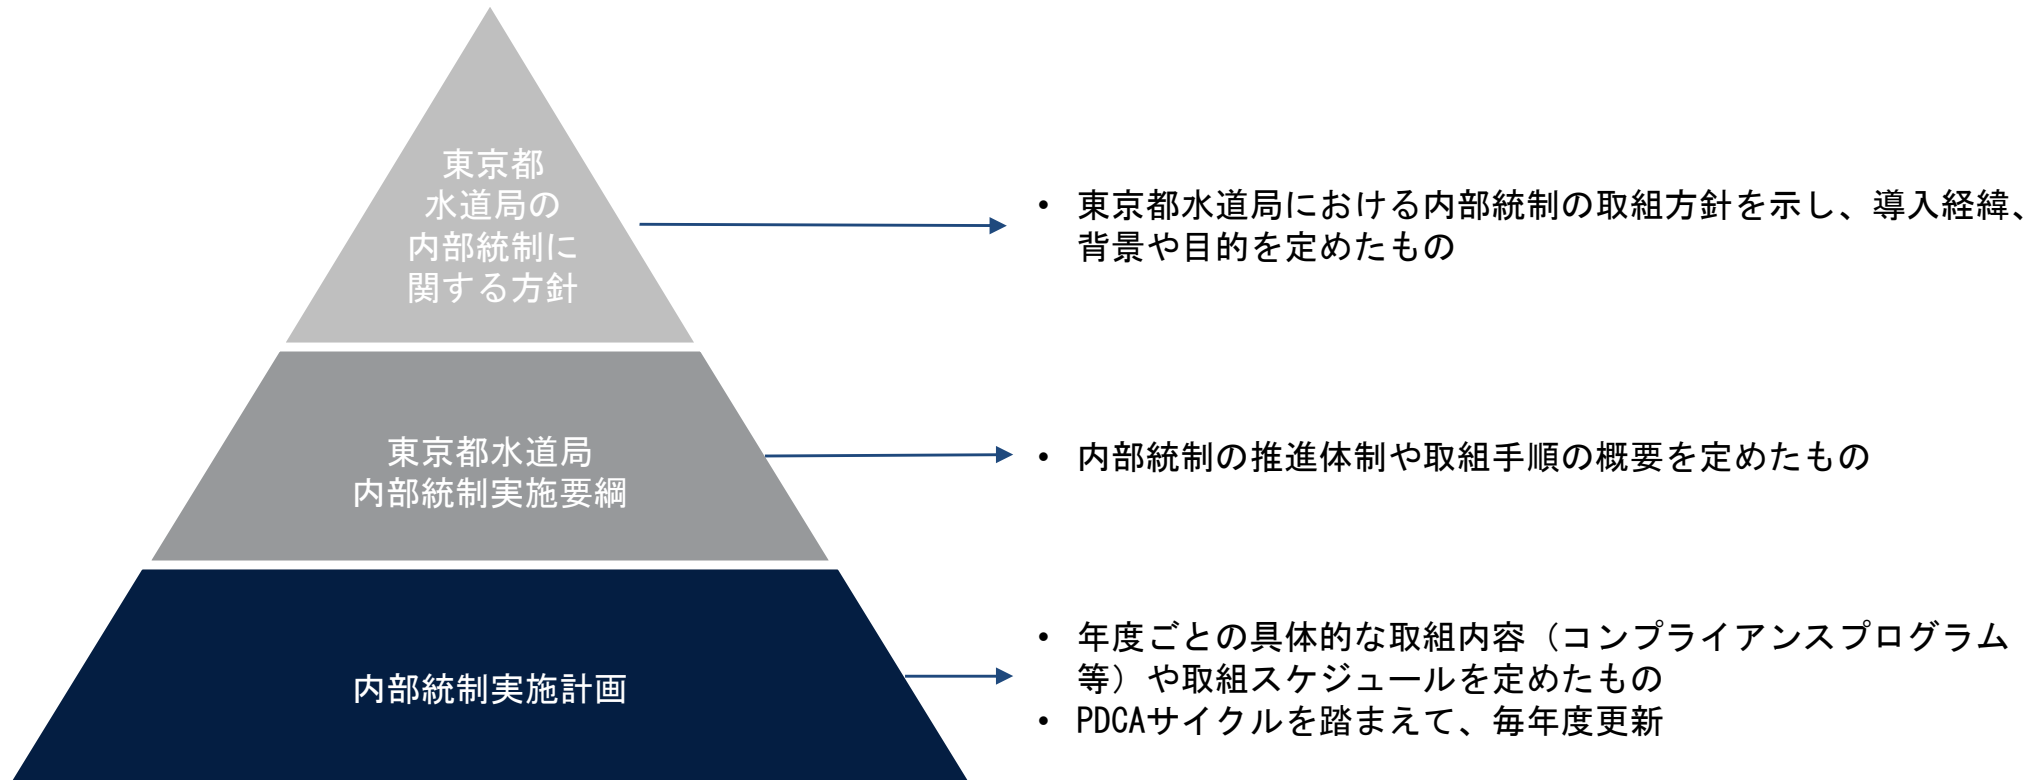 東京都
水道局の
内部統制に
関する方針
• 東京都水道局における内部統制の取組方針を示し、導入経緯、
背景や目的を定めたもの
東京都水道局
内部統制実施要綱
• 内部統制の推進体制や取組手順の概要を定めたもの
内部統制実施計画
• 年度ごとの具体的な取組内容（コンプライアンスプログラム
等）や取組スケジュールを定めたもの
• PDCAサイクルを踏まえて、毎年度更新